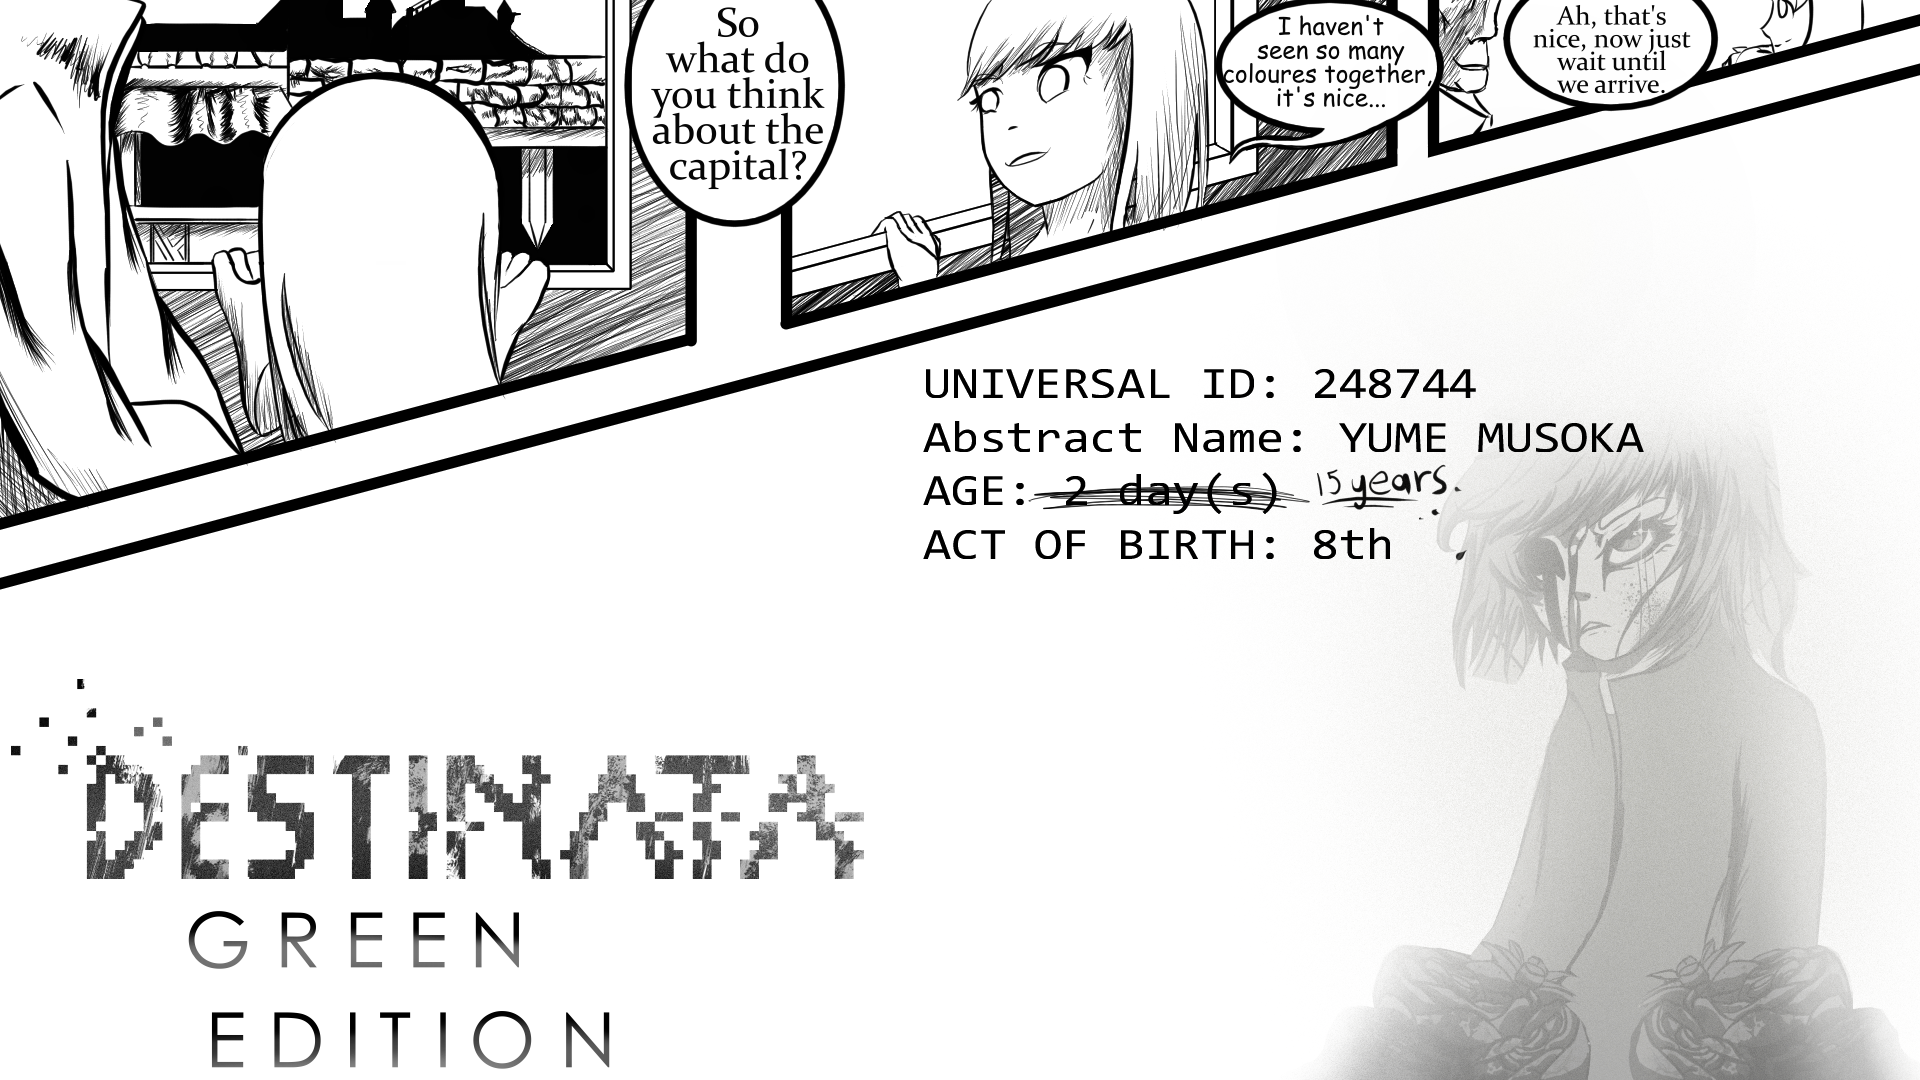 So
what do
you think
about the
capital?
I haven't
seen so many
coloures together,
it's nice...
Ah, that's
nice, now just
wait until
we arrive.
UNIVERSAL ID: 248744
Abstract Name: YUME MUSOKA
AGE: 2 day(s) 15 years.
ACT OF BIRTH: 8th
DESTINATA
GREEN
EDITION